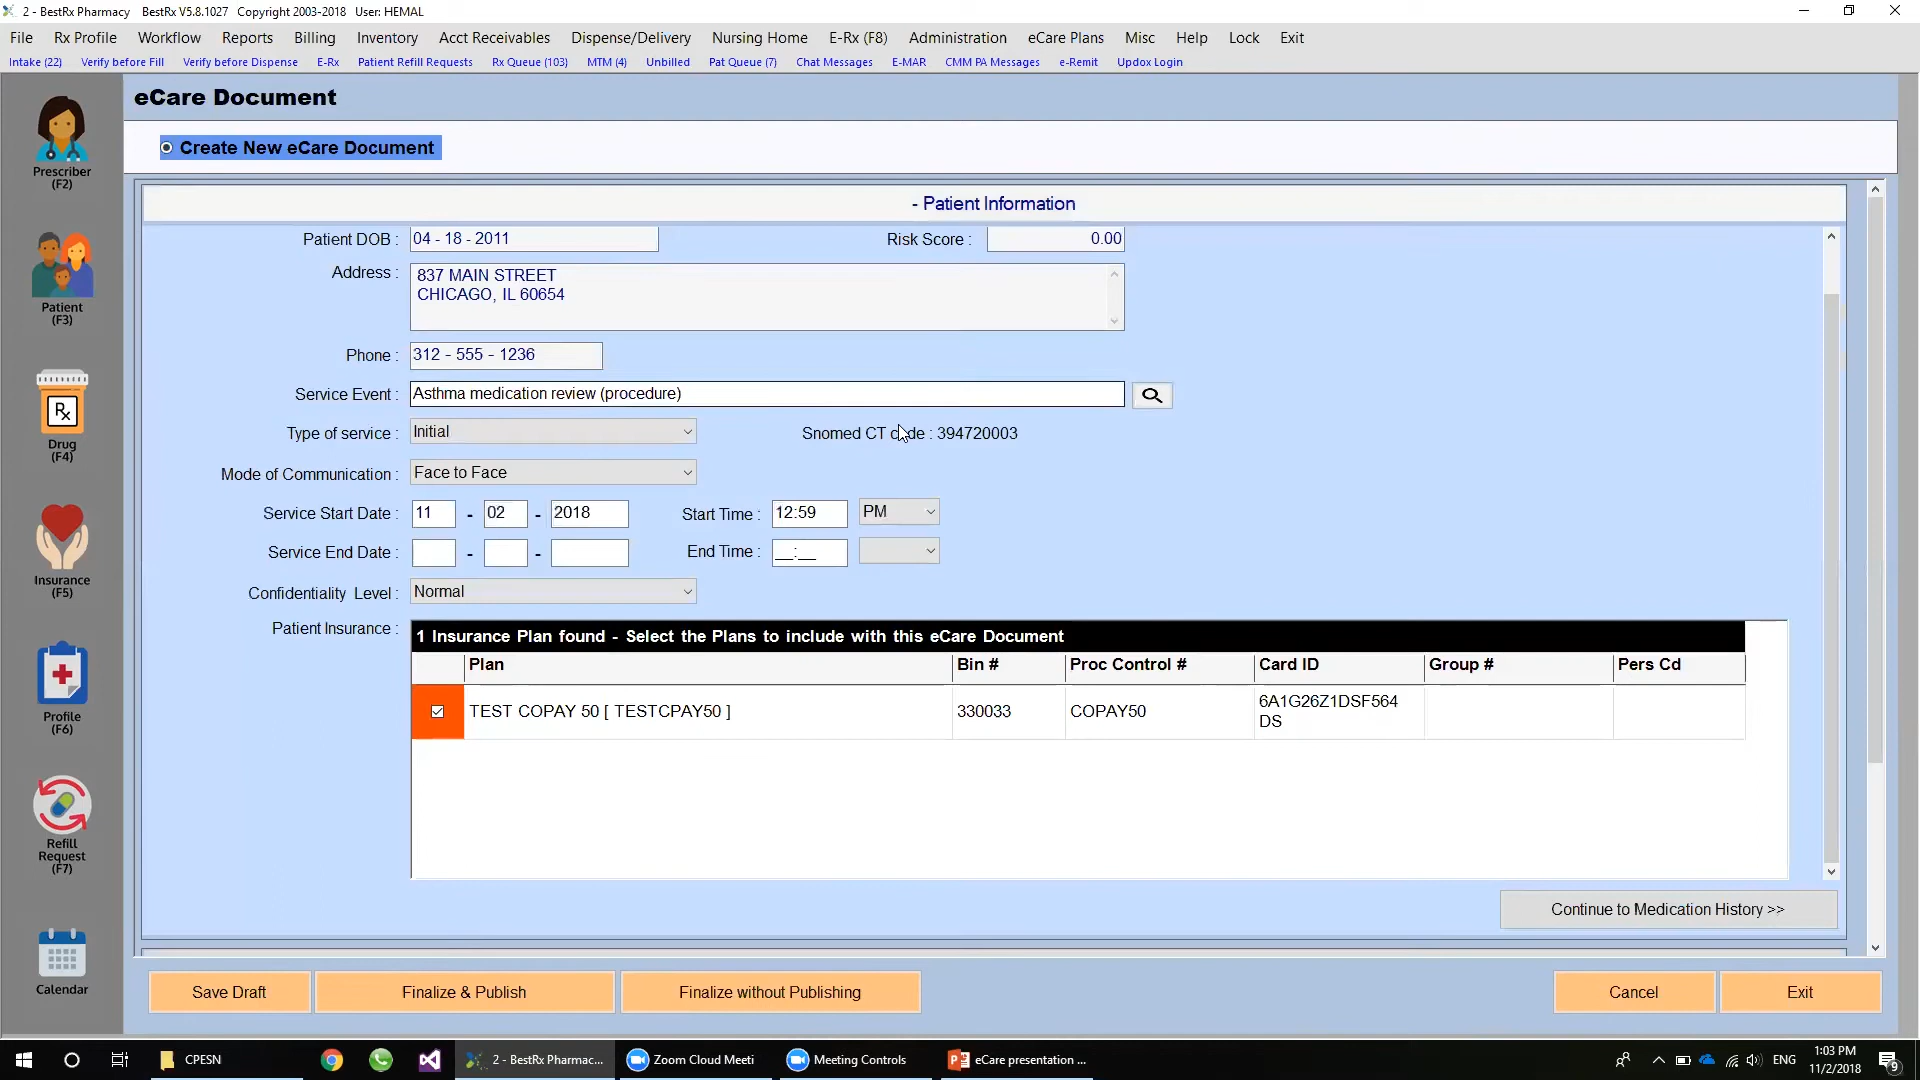 2 - BestRx Pharmacy BestRx V5.8.1027 Copyright 2003-2018 User: HEMAL
File Rx Profile Workflow Reports Billing Inventory Acct Receivables Dispense/Delivery Nursing Home E-Rx (F8) Administration eCare Plans Misc Help Lock Exit
Intake (22) Verify before Fill Verify before Dispense E-Rx Patient Refill Requests Rx Queue (103) MTM (4) Unbilled Pat Queue (7) Chat Messages E-MAR CMM PA Messages e-Remit Updox Login
Prescriber
(F2)
Patient
(F3)
Rx
Drug
(F4)
Insurance
(F5)
Profile
(F6)
Refill
Request
(F7)
Calendar
eCare Document
Create New eCare Document
- Patient Information
Patient DOB : 04 - 18 - 2011 Risk Score : 0.00
Address : 837 MAIN STREET
CHICAGO, IL 60654
Phone : 312 - 555 - 1236
Service Event : Asthma medication review (procedure)
Type of service : Initial Snomed CT code : 394720003
Mode of Communication : Face to Face
Service Start Date : 11 - 02 - 2018 Start Time : 12:59 PM
Service End Date : - - End Time : __:__
Confidentiality Level : Normal
Patient Insurance : 1 Insurance Plan found - Select the Plans to include with this eCare Document
Plan Bin # Proc Control # Card ID Group # Pers Cd
TEST COPAY 50 [ TESTCPAY50 ] 330033 COPAY50 6A1G26Z1DSF564
DS
Continue to Medication History >>
Save Draft Finalize & Publish Finalize without Publishing Cancel Exit
CPESN 2 - BestRx Pharmac... Zoom Cloud Meeti Meeting Controls eCare presentation ... ENG 1:03 PM
11/2/2018
9